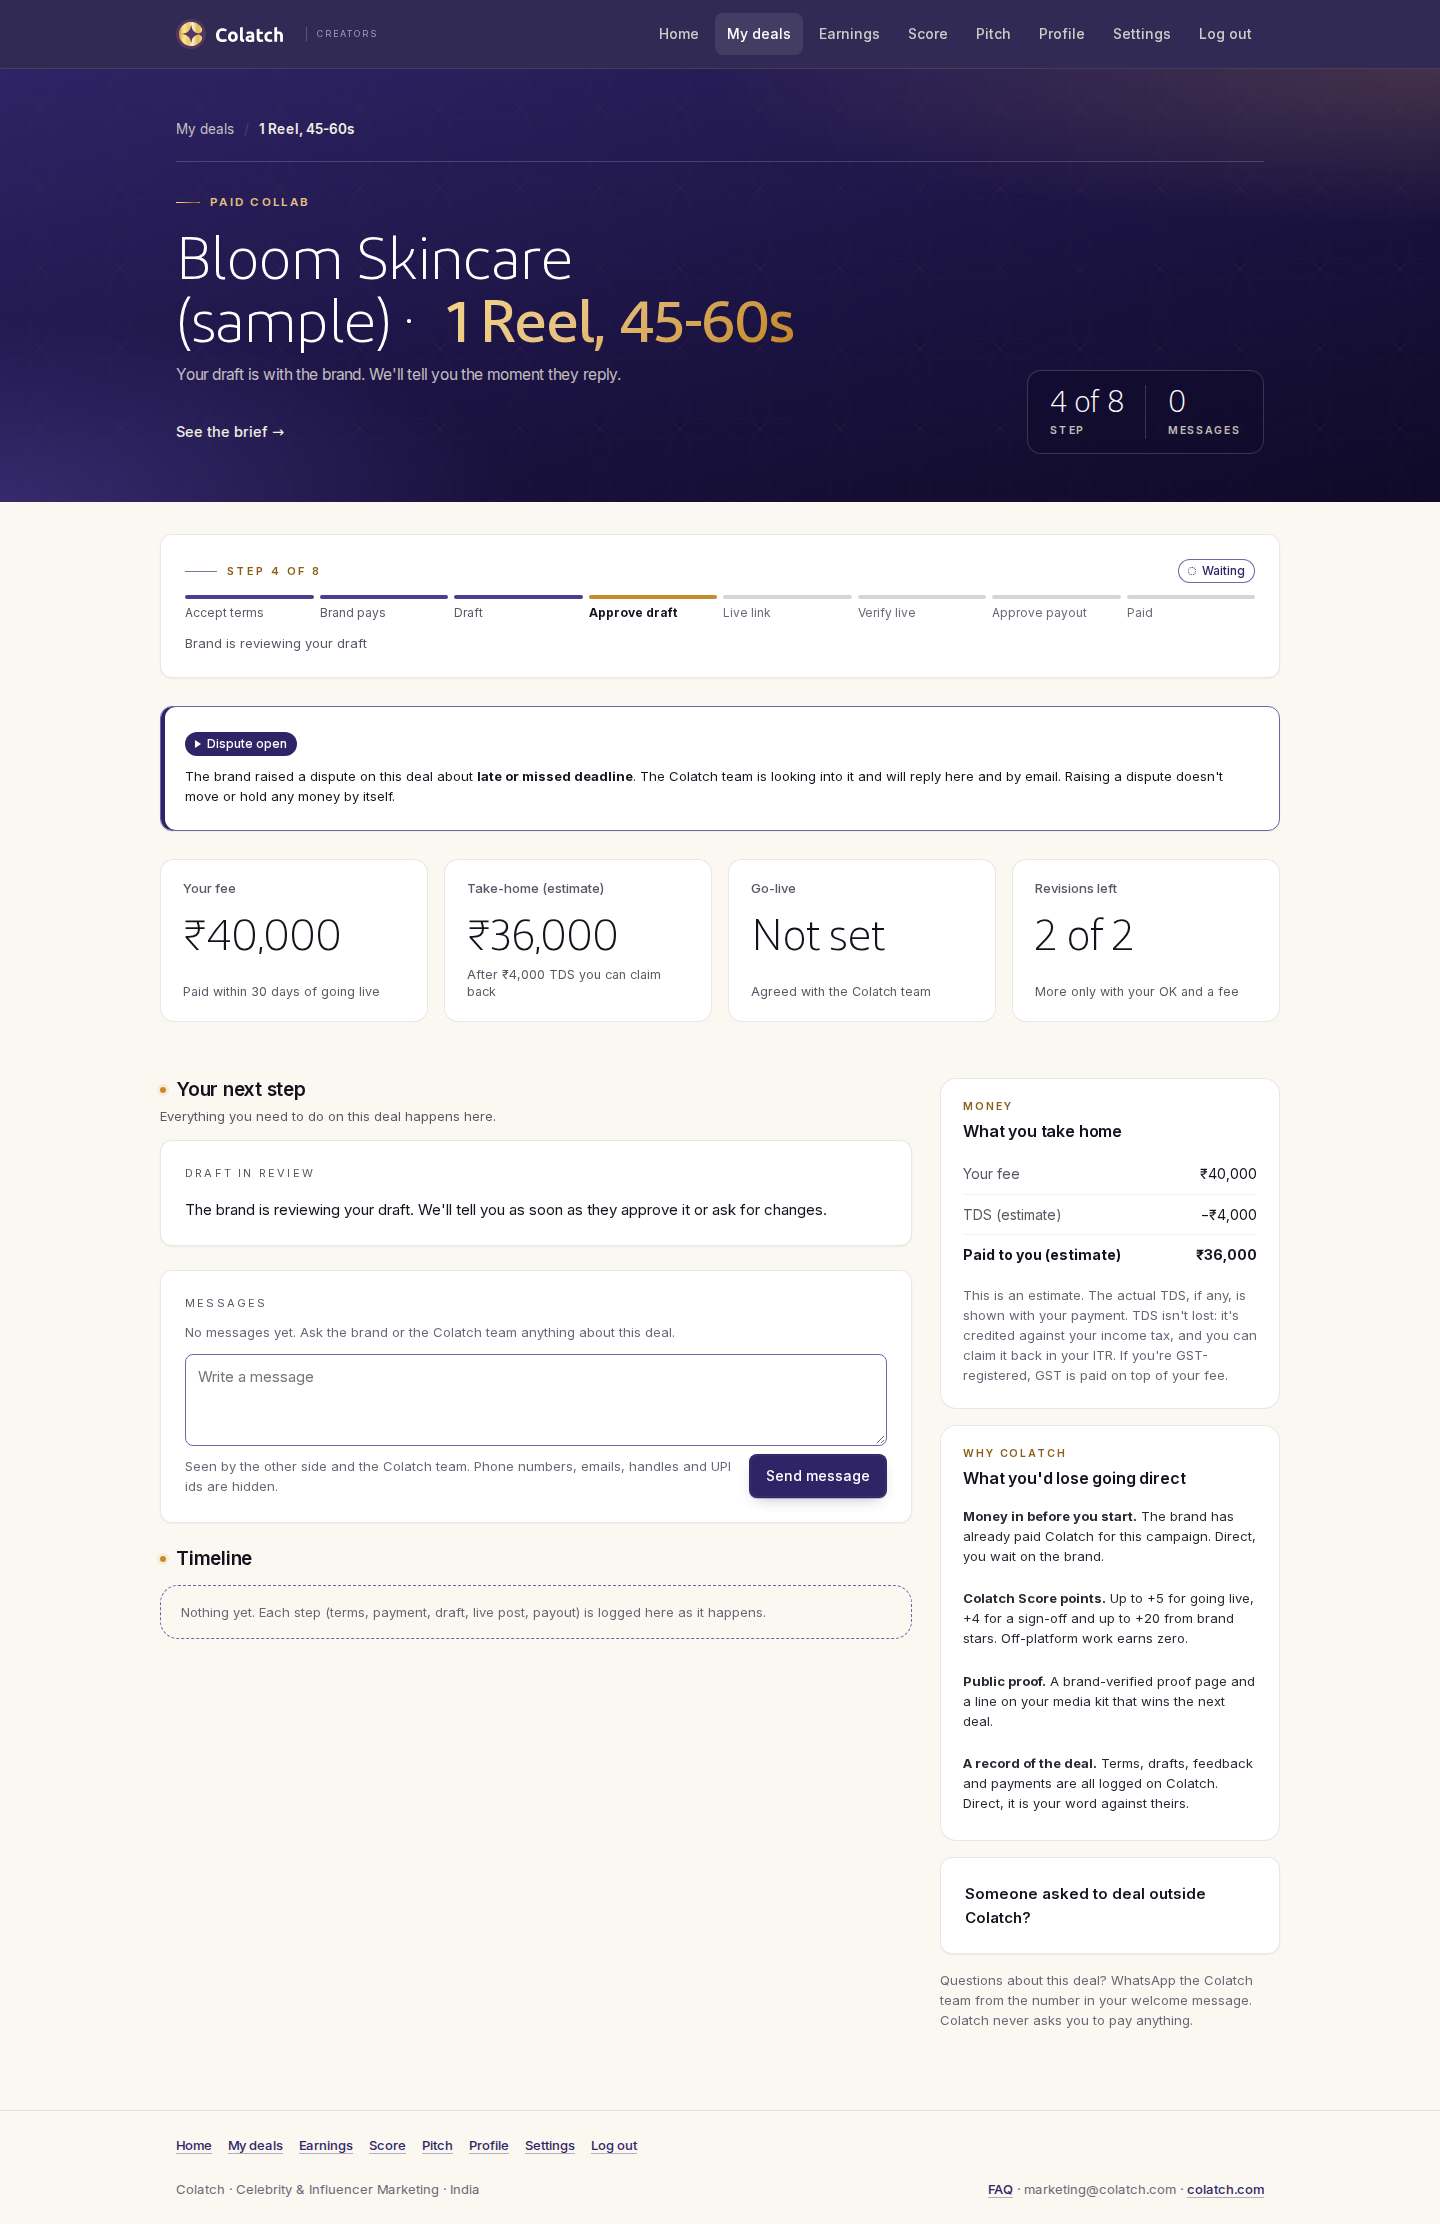 Colatch
CREATORS
Home
My deals
Earnings
Score
Pitch
Profile
Settings
Log out
My deals / 1 Reel, 45-60s
PAID COLLAB
Bloom Skincare
(sample) · 1 Reel, 45-60s
Your draft is with the brand. We'll tell you the moment they reply.
See the brief →
4 of 8
STEP
0
MESSAGES
STEP 4 OF 8
Waiting
Accept terms
Brand pays
Draft
Approve draft
Live link
Verify live
Approve payout
Paid
Brand is reviewing your draft
Dispute open
The brand raised a dispute on this deal about late or missed deadline. The Colatch team is looking into it and will reply here and by email. Raising a dispute doesn't
move or hold any money by itself.
Your fee
₹40,000
Paid within 30 days of going live
Take-home (estimate)
₹36,000
After ₹4,000 TDS you can claim
back
Go-live
Not set
Agreed with the Colatch team
Revisions left
2 of 2
More only with your OK and a fee
Your next step
Everything you need to do on this deal happens here.
DRAFT IN REVIEW
The brand is reviewing your draft. We'll tell you as soon as they approve it or ask for changes.
MESSAGES
No messages yet. Ask the brand or the Colatch team anything about this deal.
Write a message
Seen by the other side and the Colatch team. Phone numbers, emails, handles and UPI
ids are hidden.
Send message
Timeline
Nothing yet. Each step (terms, payment, draft, live post, payout) is logged here as it happens.
MONEY
What you take home
Your fee ₹40,000
TDS (estimate) −₹4,000
Paid to you (estimate) ₹36,000
This is an estimate. The actual TDS, if any, is
shown with your payment. TDS isn't lost: it's
credited against your income tax, and you can
claim it back in your ITR. If you're GST-
registered, GST is paid on top of your fee.
WHY COLATCH
What you'd lose going direct
Money in before you start. The brand has
already paid Colatch for this campaign. Direct,
you wait on the brand.
Colatch Score points. Up to +5 for going live,
+4 for a sign-off and up to +20 from brand
stars. Off-platform work earns zero.
Public proof. A brand-verified proof page and
a line on your media kit that wins the next
deal.
A record of the deal. Terms, drafts, feedback
and payments are all logged on Colatch.
Direct, it is your word against theirs.
Someone asked to deal outside
Colatch?
Questions about this deal? WhatsApp the Colatch
team from the number in your welcome message.
Colatch never asks you to pay anything.
Home My deals Earnings Score Pitch Profile Settings Log out
Colatch · Celebrity & Influencer Marketing · India
FAQ · marketing@colatch.com · colatch.com